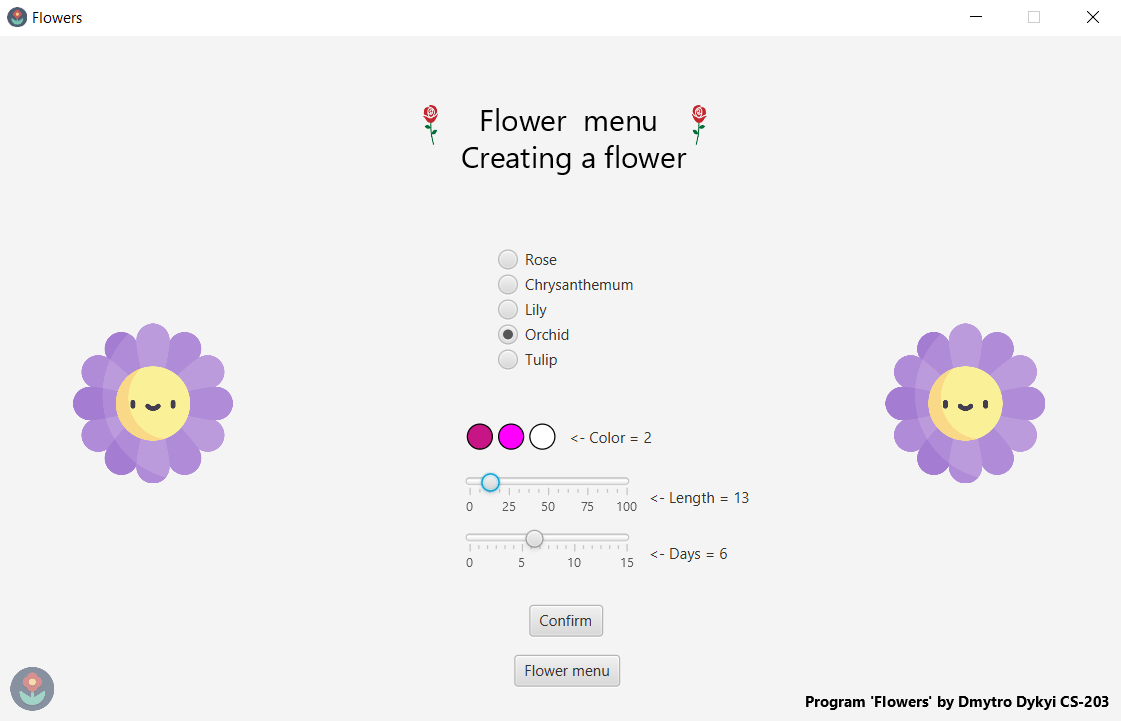 Flowers
Flower menu
Creating a flower
Rose
Chrysanthemum
Lily
Orchid
Tulip
<- Color = 2
0 25 50 75 100
<- Length = 13
0 5 10 15
<- Days = 6
Confirm
Flower menu
Program 'Flowers' by Dmytro Dykyi CS-203